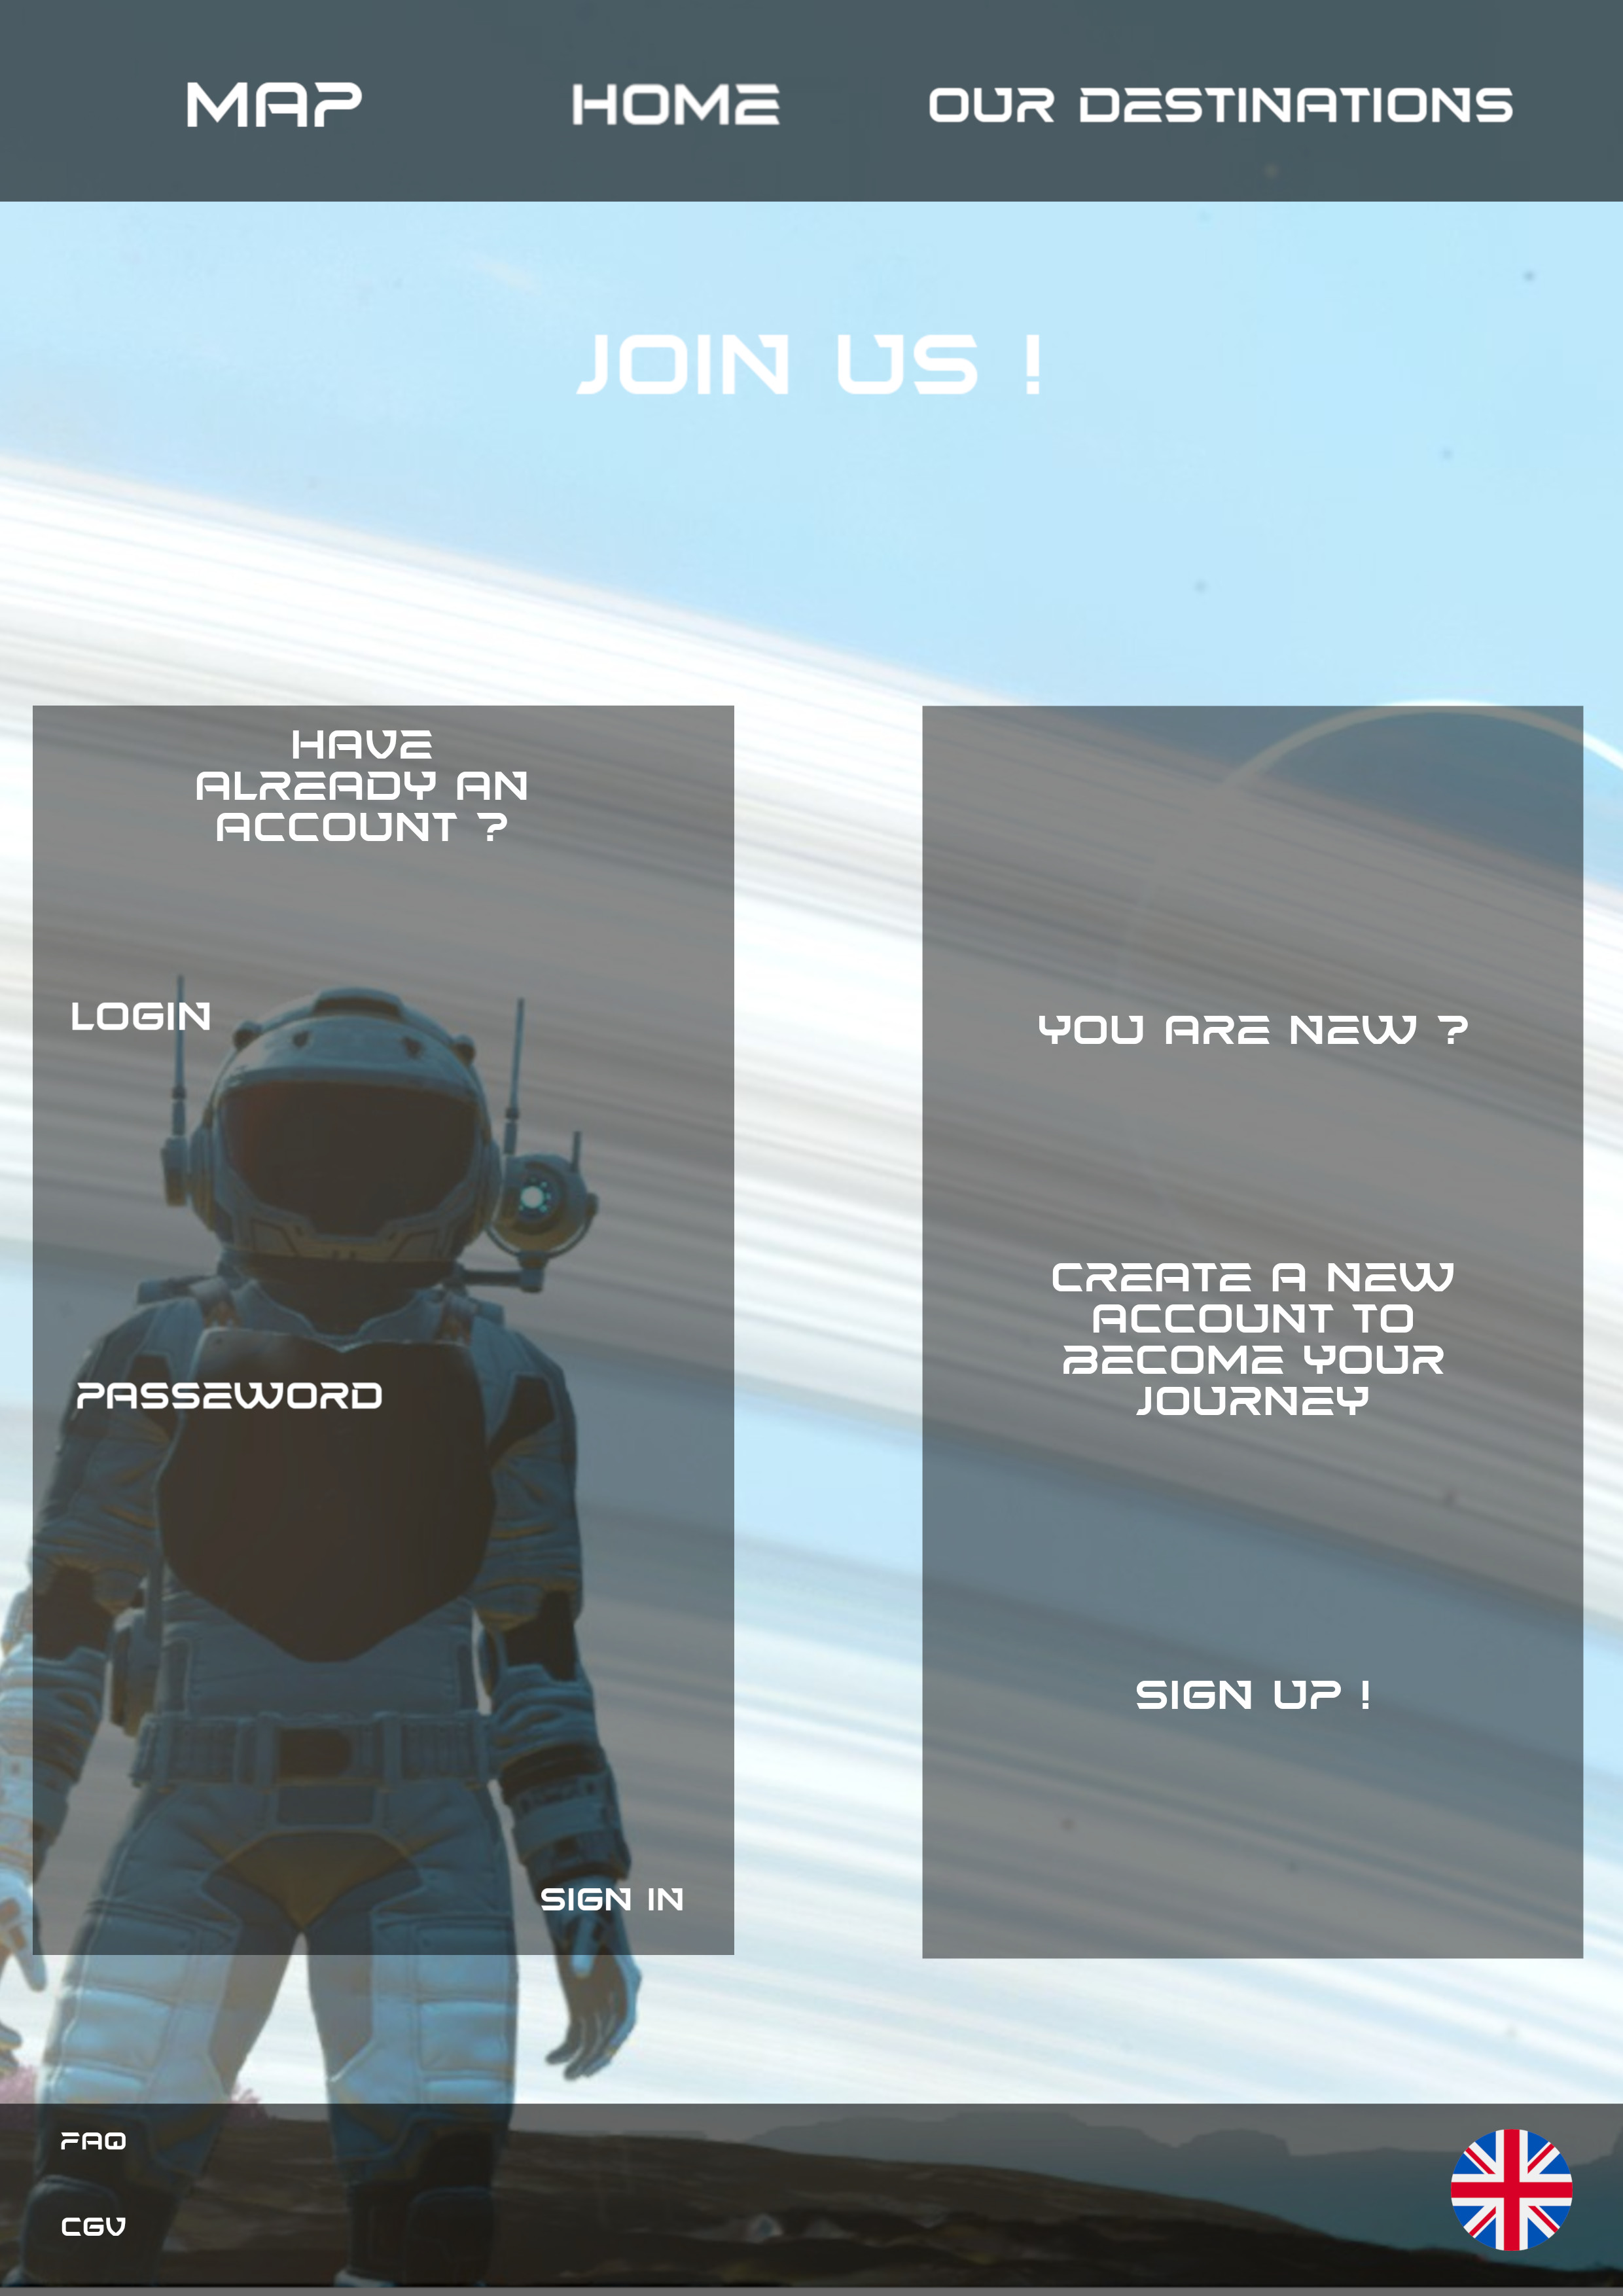 MAP
HOME
OUR DESTINATIONS
JOIN US !
HAVE
ALREADY AN
ACCOUNT ?
LOGIN
PASSEWORD
SIGN IN
YOU ARE NEW ?
CREATE A NEW
ACCOUNT TO
BECOME YOUR
JOURNEY
SIGN UP !
FAQ
CGV